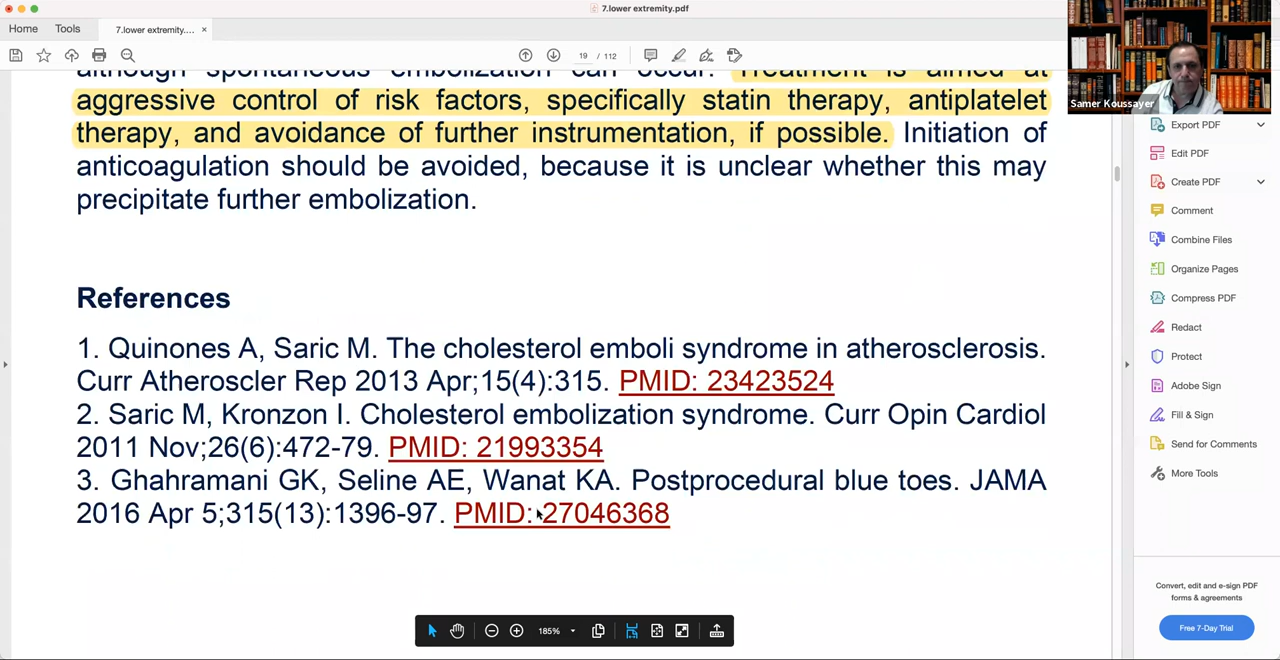 7.lower extremity.pdf
Home
Tools
7.lower extremity....
19 / 112
although spontaneous embolization can occur. Treatment is aimed at
aggressive control of risk factors, specifically statin therapy, antiplatelet
therapy, and avoidance of further instrumentation, if possible. Initiation of
anticoagulation should be avoided, because it is unclear whether this may
precipitate further embolization.
References
1. Quinones A, Saric M. The cholesterol emboli syndrome in atherosclerosis.
Curr Atheroscler Rep 2013 Apr;15(4):315. PMID: 23423524
2. Saric M, Kronzon I. Cholesterol embolization syndrome. Curr Opin Cardiol
2011 Nov;26(6):472-79. PMID: 21993354
3. Ghahramani GK, Seline AE, Wanat KA. Postprocedural blue toes. JAMA
2016 Apr 5;315(13):1396-97. PMID: 27046368
185%
Samer Koussayer
Export PDF
Edit PDF
Create PDF
Comment
Combine Files
Organize Pages
Compress PDF
Redact
Protect
Adobe Sign
Fill & Sign
Send for Comments
More Tools
Convert, edit and e-sign PDF
forms & agreements
Free 7-Day Trial